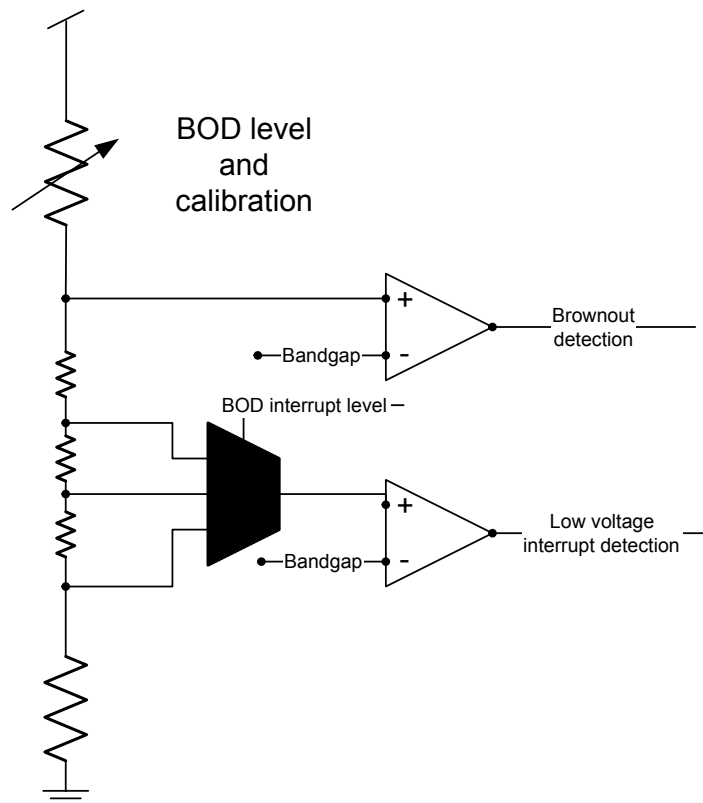 BOD level
and
calibration
+
Brownout
detection
Bandgap
-
BOD interrupt level
+
Low voltage
interrupt detection
Bandgap
-